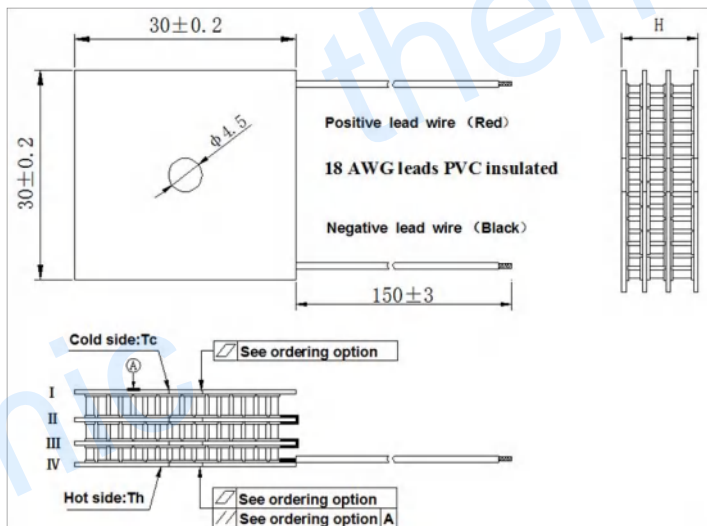 30±0.2
H
30±0.2
φ4.5
Positive lead wire （Red）
18 AWG leads PVC insulated
Negative lead wire （Black）
150±3
Cold side:Tc
See ordering option
A
I
II
III
IV
Hot side:Th
See ordering option
// See ordering option A